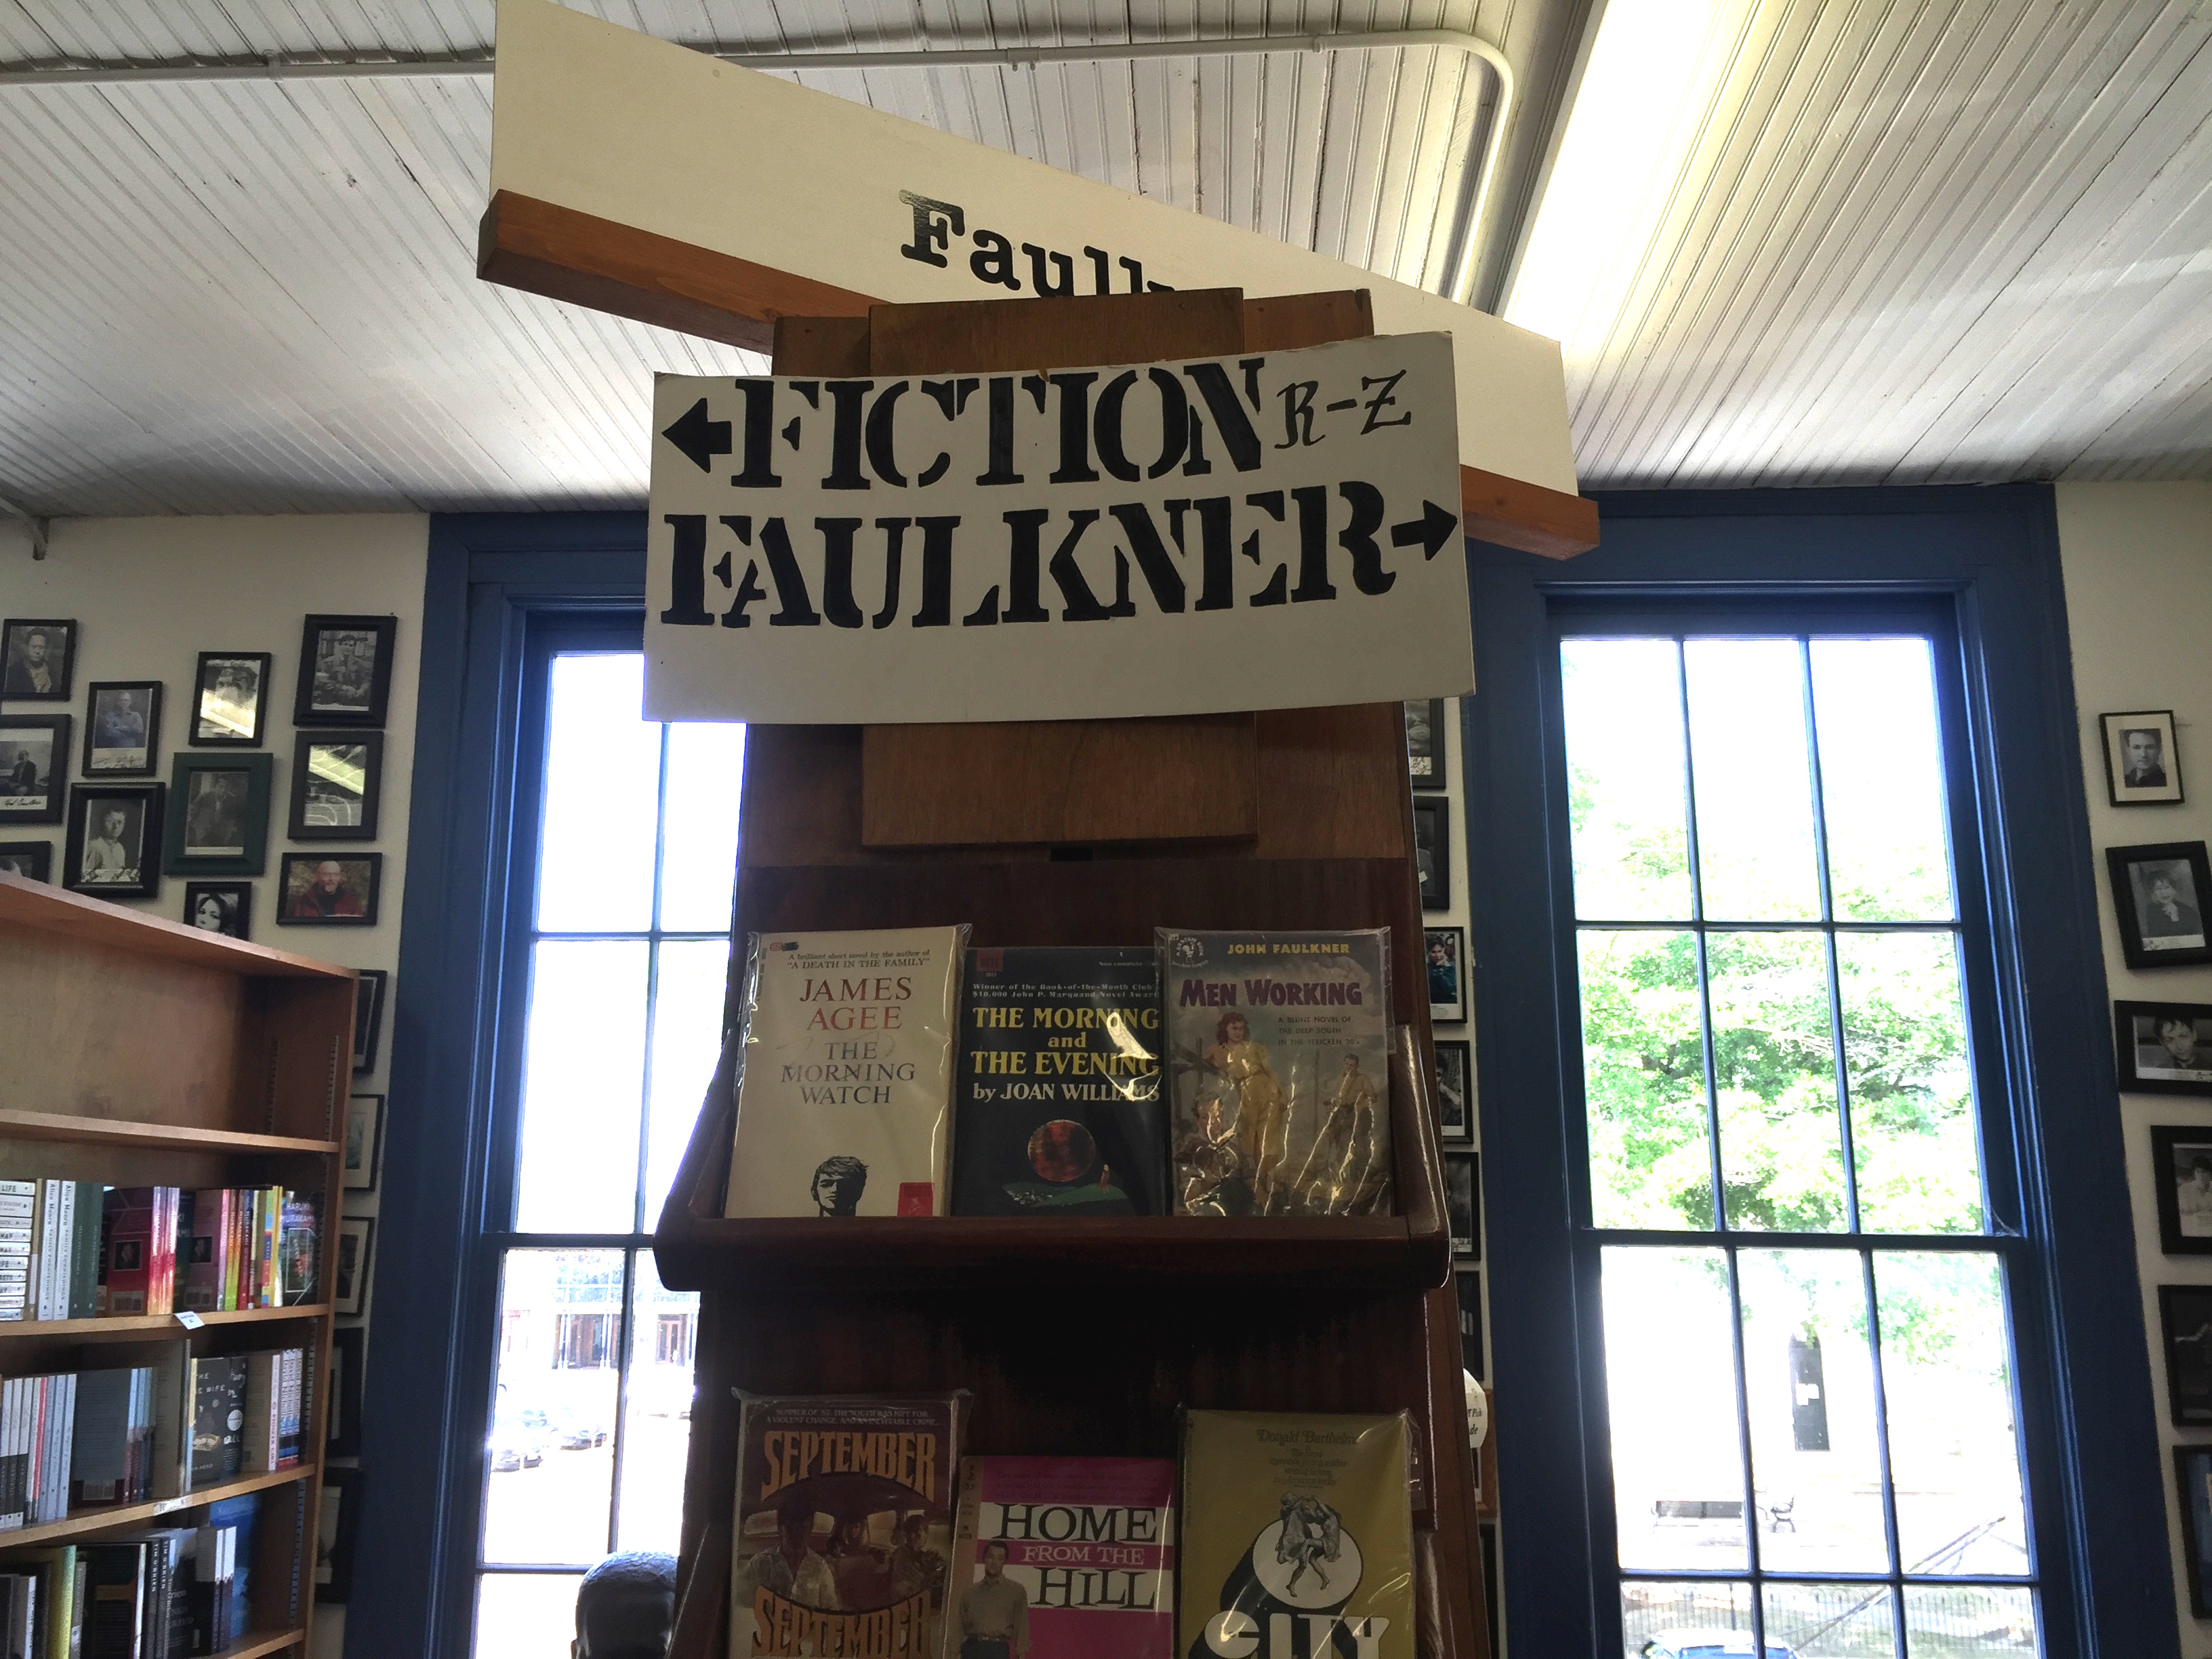 Faulk
←FICTION R-Z
FAULKNER→
A brilliant short novel by the author of
"A DEATH IN THE FAMILY"
JAMES
AGEE
THE
MORNING
WATCH
Winner of the Book-of-the-Month Club
$10,000 John P. Marquand Novel Award
THE MORNING
and
THE EVENING
by JOAN WILLIAMS
JOHN FAULKNER
MEN WORKING
A BLUNT NOVEL OF
THE DEEP SOUTH
IN THE STRICKEN 30's
SEPTEMBER
SEPTEMBER
HOME
FROM THE
HILL
Donald Barthelme
CITY
HARUKI
MURAKAMI